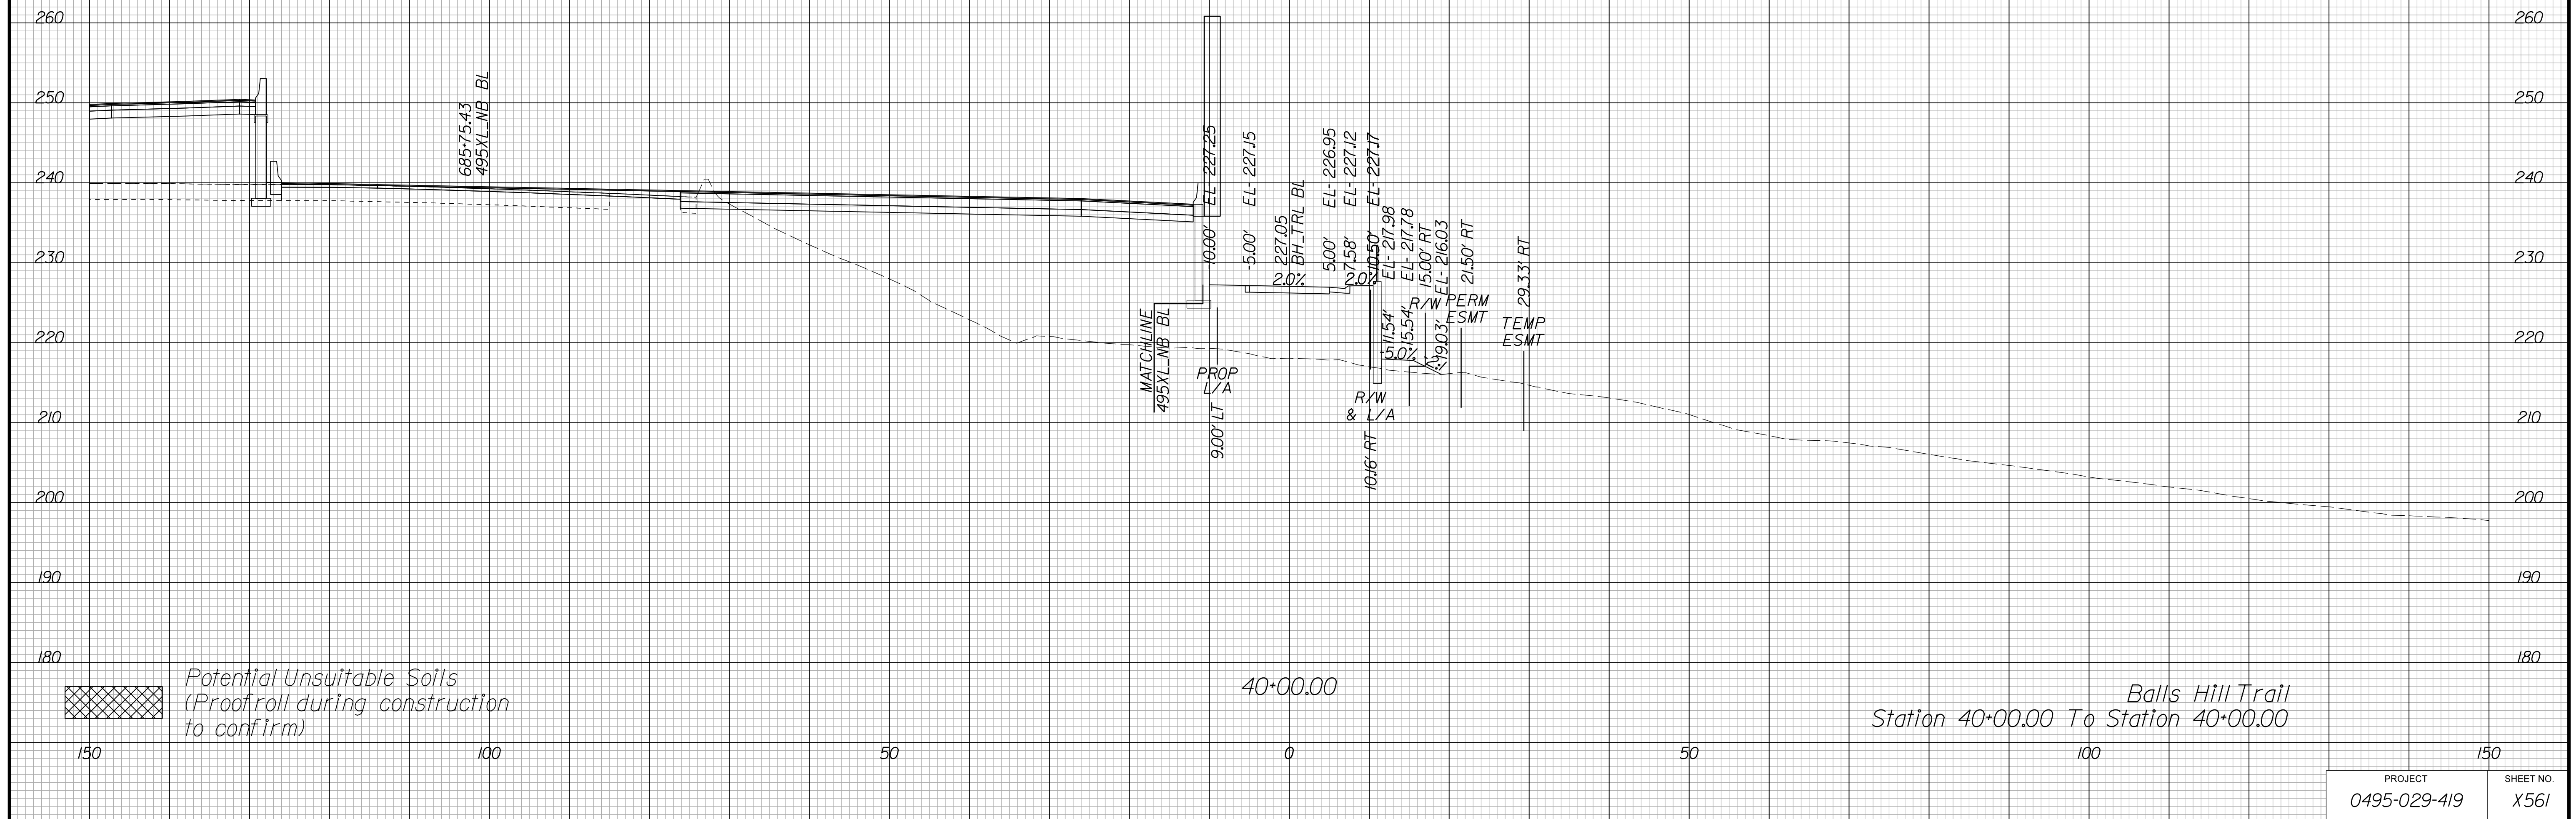 260
260
250
250
240
240
230
230
220
220
210
210
200
200
190
190
180
180
685+75.43
495XL_NB BL
10.00' EL- 227.25
-5.00' EL- 227.15
227.05
BH_TRL BL
5.00' EL- 226.95
7.58' EL- 227.12
10.50' EL- 227.17
2.0%
2.0%
11.54' EL- 217.98
15.54' EL- 217.78
15.00' RT
R/W
19.03' EL- 216.03
21.50' RT
PERM
ESMT
29.33' RT
TEMP
ESMT
-5.0%
MATCHLINE
495XL_NB BL
PROP
L/A
9.00' LT
R/W
& L/A
10.16' RT
Potential Unsuitable Soils
(Proofroll during construction
to confirm)
40+00.00
Balls Hill Trail
Station 40+00.00 To Station 40+00.00
150
100
50
0
50
100
150
PROJECT
0495-029-419
SHEET NO.
X561